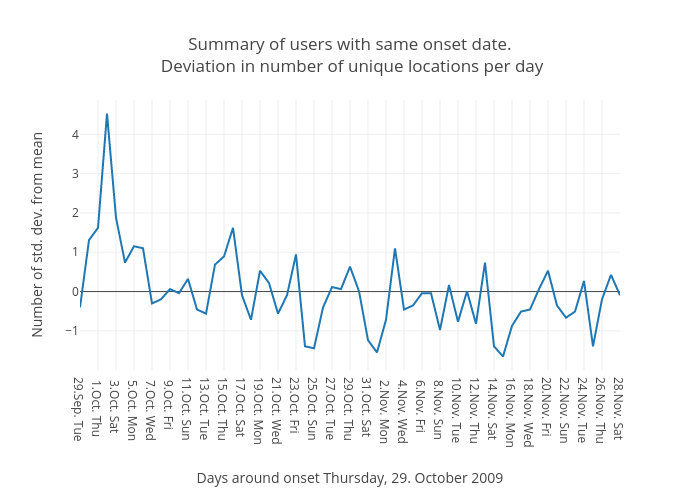 Summary of users with same onset date.
Deviation in number of unique locations per day
Number of std. dev. from mean
4
3
2
1
0
−1
29.Sep. Tue
1.Oct. Thu
3.Oct. Sat
5.Oct. Mon
7.Oct. Wed
9.Oct. Fri
11.Oct. Sun
13.Oct. Tue
15.Oct. Thu
17.Oct. Sat
19.Oct. Mon
21.Oct. Wed
23.Oct. Fri
25.Oct. Sun
27.Oct. Tue
29.Oct. Thu
31.Oct. Sat
2.Nov. Mon
4.Nov. Wed
6.Nov. Fri
8.Nov. Sun
10.Nov. Tue
12.Nov. Thu
14.Nov. Sat
16.Nov. Mon
18.Nov. Wed
20.Nov. Fri
22.Nov. Sun
24.Nov. Tue
26.Nov. Thu
28.Nov. Sat
Days around onset Thursday, 29. October 2009